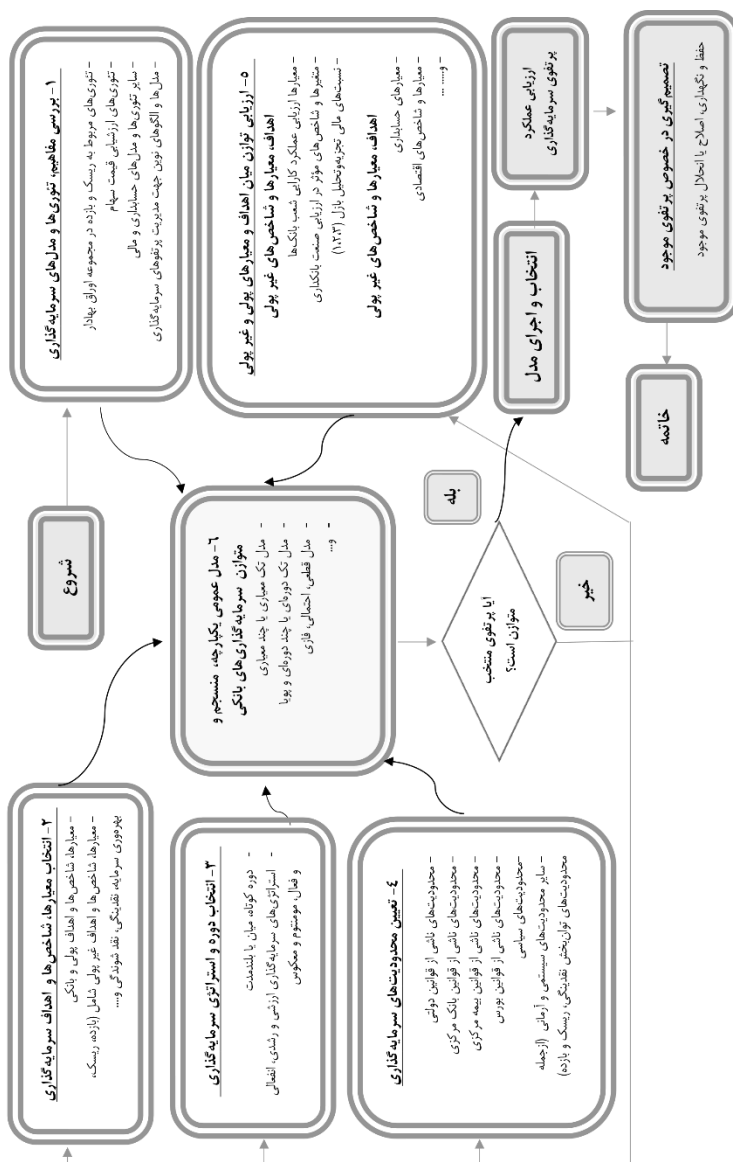 شروع
۱- بررسی مفاهیم، تئوری‌ها و مدل‌های سرمایه‌گذاری
- تئوری‌های مربوط به ریسک و بازده در مجموعه اوراق بهادار
- تئوری‌های ارزشیابی قیمت سهام
- سایر تئوری‌ها و مدل‌های حسابداری و مالی
- مدل‌ها و الگوهای نوین جهت مدیریت پرتفوهای سرمایه‌گذاری
۲- انتخاب معیارها، شاخص‌ها و اهداف سرمایه‌گذاری
- معیارها، شاخص‌ها و اهداف پولی و بانکی
- معیارها، شاخص‌ها و اهداف غیر پولی شامل (بازده، ریسک،
بهره‌وری سرمایه، نقدینگی، نقد شوندگی و....
۳- انتخاب دوره و استراتژی سرمایه‌گذاری
- دوره کوتاه، میان یا بلندمدت
- استراتژی‌های سرمایه‌گذاری ارزشی و رشدی، انفعالی
و فعال، مومنتوم و معکوس
۴- تعیین محدودیت‌های سرمایه‌گذاری
- محدودیت‌های ناشی از قوانین دولتی
- محدودیت‌های ناشی از قوانین بانک مرکزی
- محدودیت‌های ناشی از قوانین بیمه مرکزی
- محدودیت‌های ناشی از قوانین بورس
-محدودیت‌های سیاسی
- سایر محدودیت‌های سیستمی و آرمانی (ازجمله
محدودیت‌های توان‌بخش نقدینگی، ریسک و بازده)
۵- ارزیابی توازن میان اهداف و معیارهای پولی و غیر پولی
اهداف، معیارها و شاخص‌های غیر پولی
- معیارها ارزیابی عملکرد کارایی شعب بانک‌ها
- متغیرها و شاخص‌های مؤثر در ارزیابی صنعت بانکداری
- نسبت‌های مالی تجزیه‌وتحلیل بازل (۱،۲،۳)
اهداف، معیارها و شاخص‌های غیر پولی
- معیارهای حسابداری
- معیارها و شاخص‌های اقتصادی
- و..... ...
۶- مدل عمومی یکپارچه، منسجم و
متوازن سرمایه‌گذاری‌های بانکی
- مدل تک معیاری یا چند معیاری
- مدل تک دوره‌ای یا چند دوره‌ای و پویا
- مدل قطعی، احتمالی، فازی
- و...
آیا پرتفوی منتخب
متوازن است؟
بله
خیر
انتخاب و اجرای مدل
ارزیابی عملکرد
پرتفوی سرمایه‌گذاری
تصمیم‌گیری در خصوص پرتفوی موجود
حفظ و نگهداری، اصلاح یا انحلال پرتفوی موجود
خاتمه